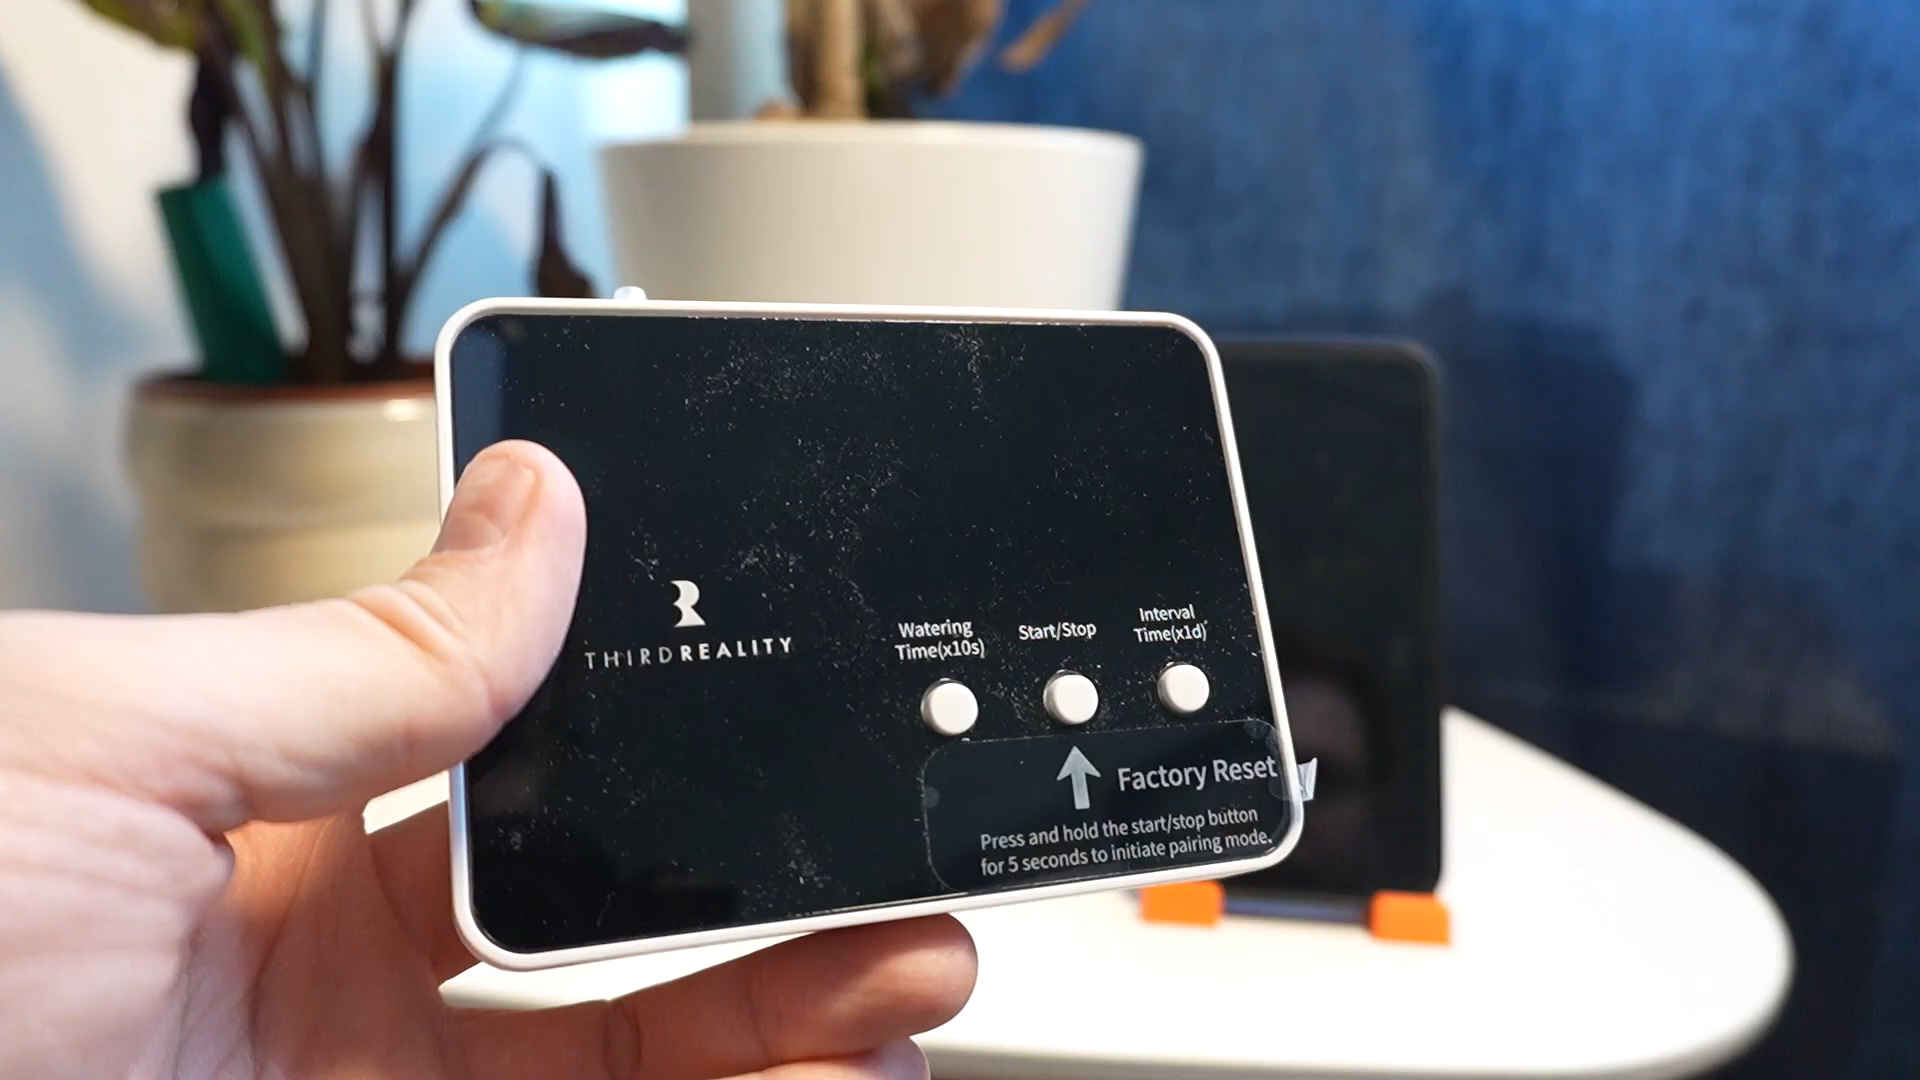 THIRDREALITY
Watering
Time(x10s)
Start/Stop
Interval
Time(x1d)
Factory Reset
Press and hold the start/stop button
for 5 seconds to initiate pairing mode.